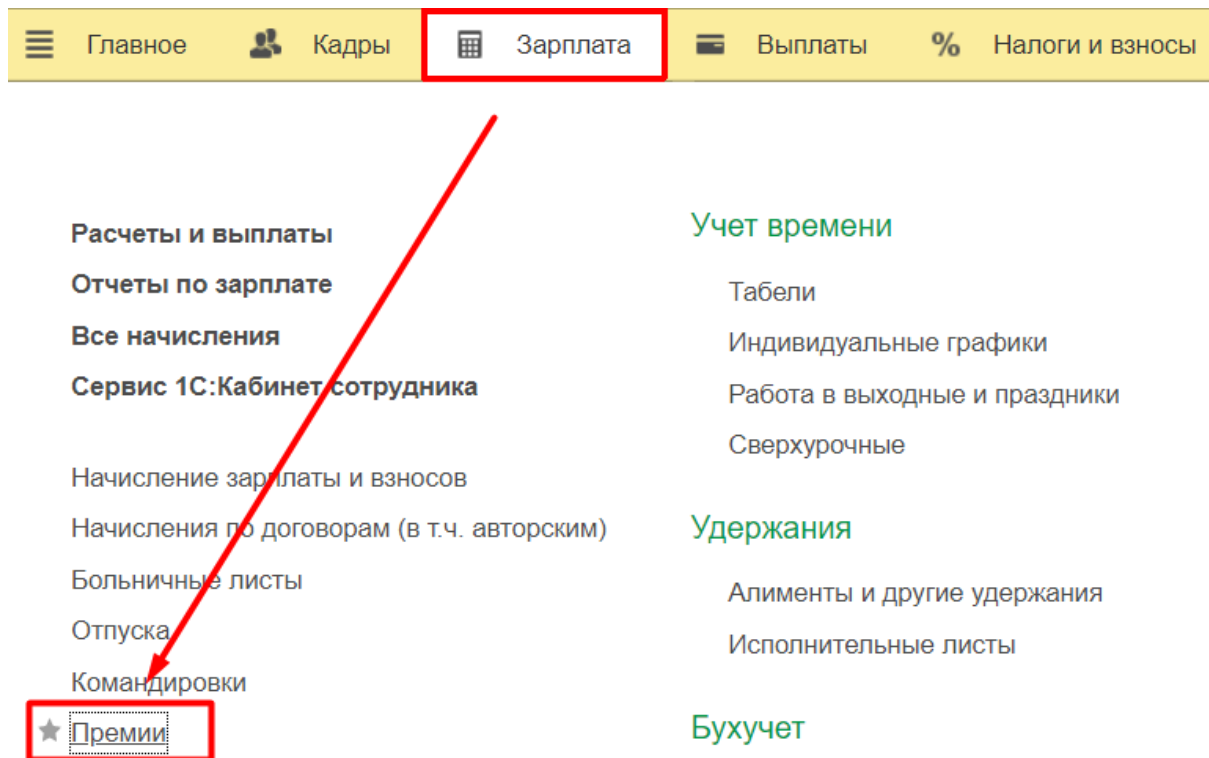 Главное Кадры Зарплата Выплаты % Налоги и взносы
Расчеты и выплаты
Отчеты по зарплате
Все начисления
Сервис 1С:Кабинет сотрудника
Начисление зарплаты и взносов
Начисления по договорам (в т.ч. авторским)
Больничные листы
Отпуска
Командировки
Премии
Учет времени
Табели
Индивидуальные графики
Работа в выходные и праздники
Сверхурочные
Удержания
Алименты и другие удержания
Исполнительные листы
Бухучет